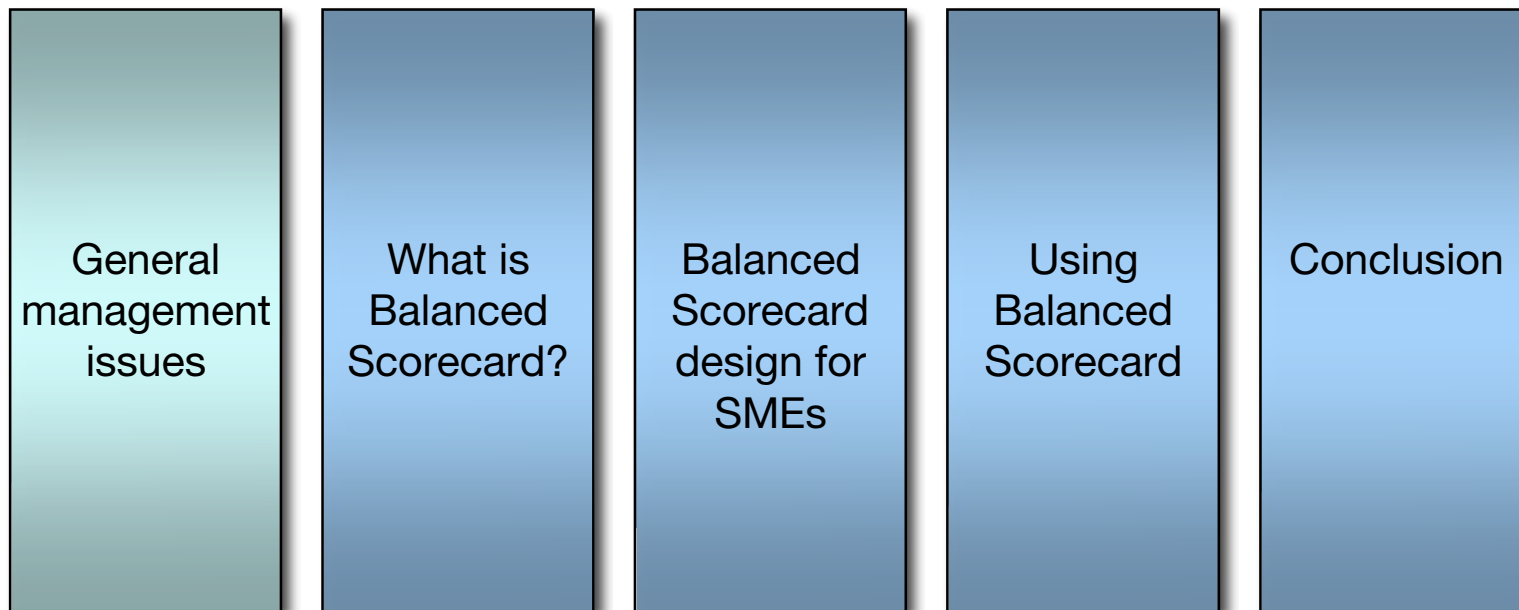 General
management
issues
What is
Balanced
Scorecard?
Balanced
Scorecard
design for
SMEs
Using
Balanced
Scorecard
Conclusion